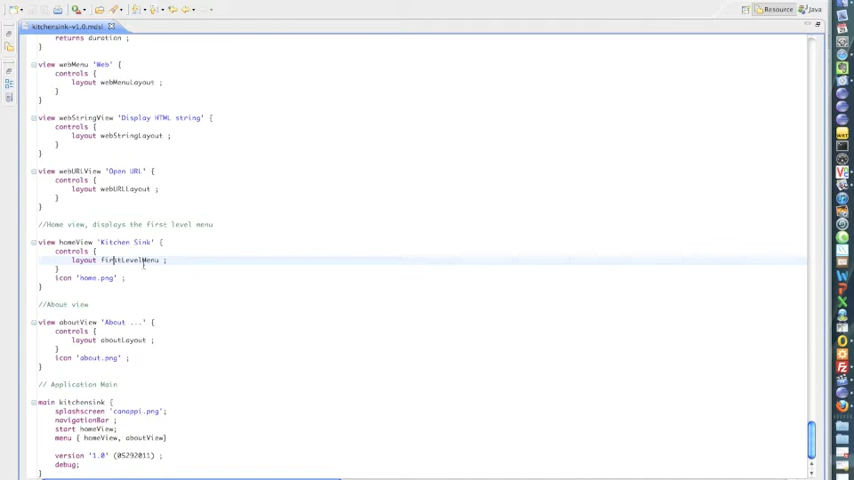 Resource Java
kitchensink-v1.0.mdsl
returns duration ;
}
view webMenu 'Web' {
controls {
layout webMenuLayout ;
}
}
view webStringView 'Display HTML string' {
controls {
layout webStringLayout ;
}
}
view webURLView 'Open URL' {
controls {
layout webURLLayout ;
}
}
//Home view, displays the first level menu
view homeView 'Kitchen Sink' {
controls {
layout firstLevelMenu ;
}
icon 'home.png' ;
}
//About view
view aboutView 'About ...' {
controls {
layout aboutLayout ;
}
icon 'about.png' ;
}
// Application Main
main kitchensink {
splashscreen 'canappi.png';
navigationBar ;
start homeView;
menu { homeView, aboutView}
version '1.0' (05292011) ;
debug;
}